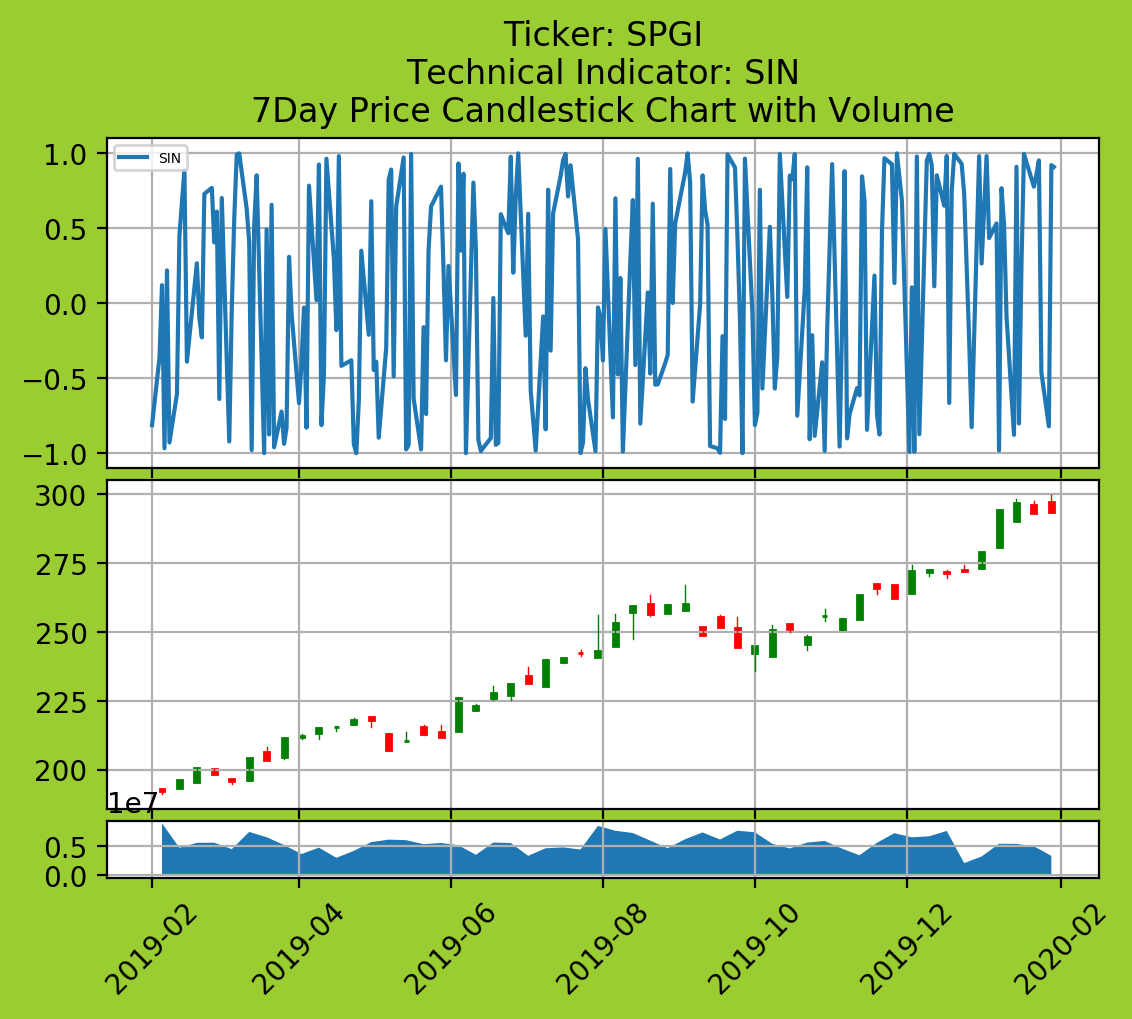 Ticker: SPGI
Technical Indicator: SIN
7Day Price Candlestick Chart with Volume
SIN
1.0
0.5
0.0
−0.5
−1.0
300
275
250
225
200
1e7
0.5
0.0
2019-02 2019-04 2019-06 2019-08 2019-10 2019-12 2020-02